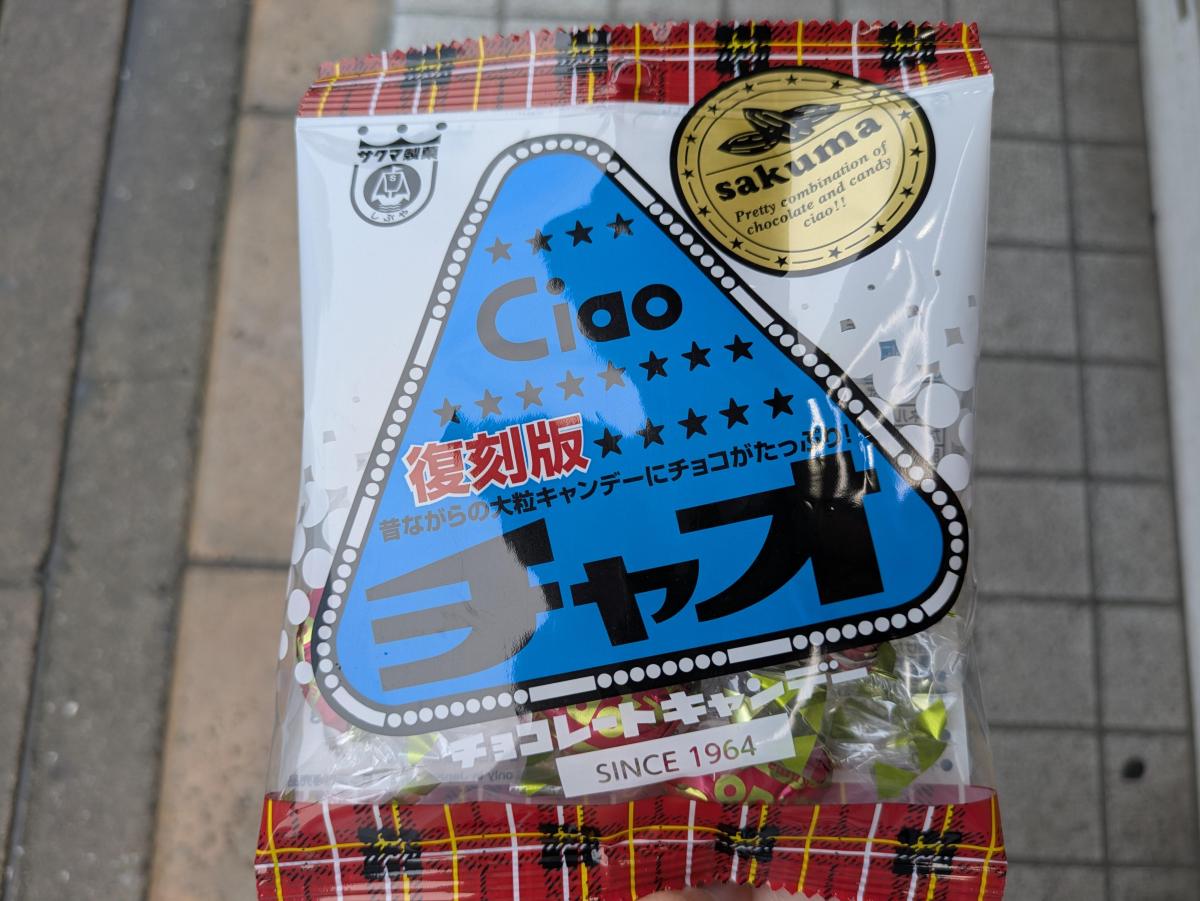 サクマ製菓
S
しぶや
sakuma
Pretty combination of
chocolate and candy
ciao!!
Ciao
復刻版
昔ながらの大粒キャンデーにチョコがたっぷり!
チャオ
チョコレートキャンデー
SINCE 1964